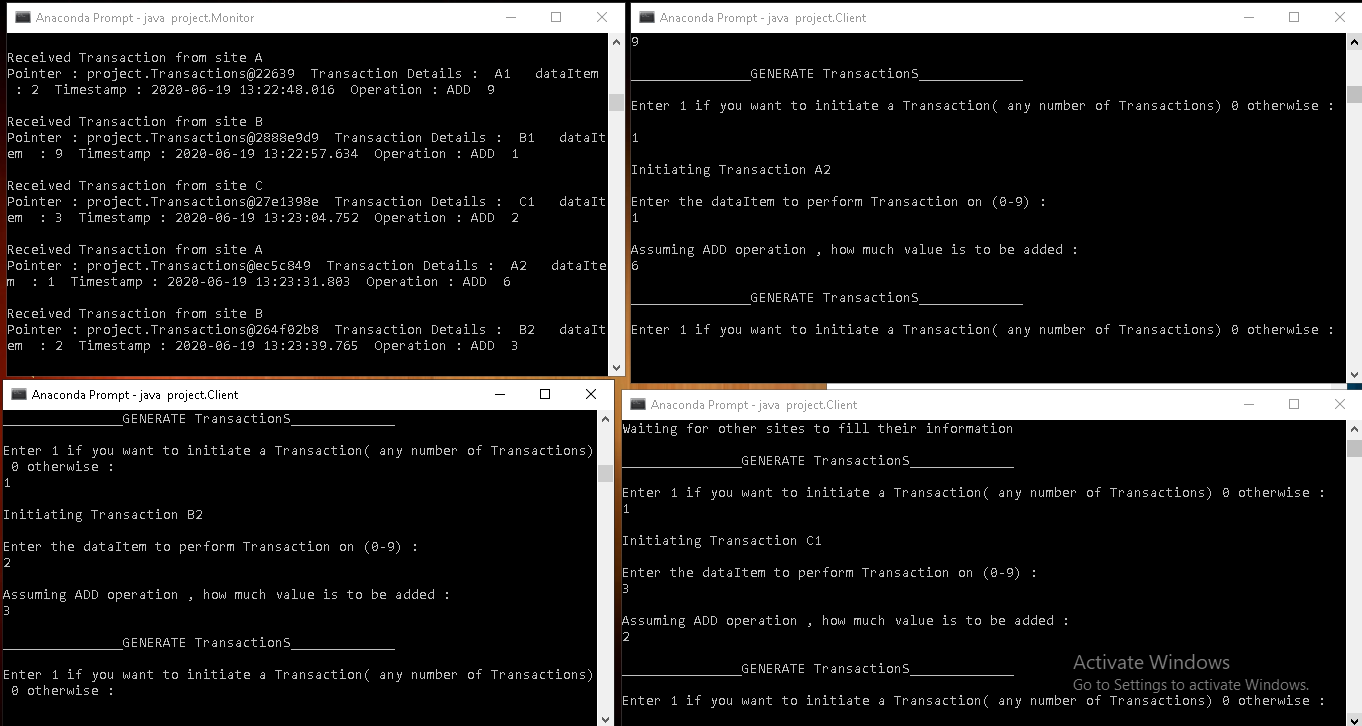 Anaconda Prompt - java  project.Monitor
Received Transaction from site A
Pointer : project.Transactions@22639  Transaction Details :  A1   dataItem
 : 2  Timestamp : 2020-06-19 13:22:48.016  Operation : ADD  9
Received Transaction from site B
Pointer : project.Transactions@2888e9d9  Transaction Details :  B1   dataIt
em  : 9  Timestamp : 2020-06-19 13:22:57.634  Operation : ADD  1
Received Transaction from site C
Pointer : project.Transactions@27e1398e  Transaction Details :  C1   dataIt
em  : 3  Timestamp : 2020-06-19 13:23:04.752  Operation : ADD  2
Received Transaction from site A
Pointer : project.Transactions@ec5c849  Transaction Details :  A2   dataIte
m  : 1  Timestamp : 2020-06-19 13:23:31.803  Operation : ADD  6
Received Transaction from site B
Pointer : project.Transactions@264f02b8  Transaction Details :  B2   dataIt
em  : 2  Timestamp : 2020-06-19 13:23:39.765  Operation : ADD  3
Anaconda Prompt - java  project.Client
9
_______________GENERATE TransactionS_____________
Enter 1 if you want to initiate a Transaction( any number of Transactions) 0 otherwise :
1
Initiating Transaction A2
Enter the dataItem to perform Transaction on (0-9) :
1
Assuming ADD operation , how much value is to be added :
6
_______________GENERATE TransactionS_____________
Enter 1 if you want to initiate a Transaction( any number of Transactions) 0 otherwise :
Anaconda Prompt - java  project.Client
_______________GENERATE TransactionS_____________
Enter 1 if you want to initiate a Transaction( any number of Transactions)
 0 otherwise :
1
Initiating Transaction B2
Enter the dataItem to perform Transaction on (0-9) :
2
Assuming ADD operation , how much value is to be added :
3
_______________GENERATE TransactionS_____________
Enter 1 if you want to initiate a Transaction( any number of Transactions)
 0 otherwise :
Anaconda Prompt - java  project.Client
Waiting for other sites to fill their information
_______________GENERATE TransactionS_____________
Enter 1 if you want to initiate a Transaction( any number of Transactions) 0 otherwise :
1
Initiating Transaction C1
Enter the dataItem to perform Transaction on (0-9) :
3
Assuming ADD operation , how much value is to be added :
2
_______________GENERATE TransactionS_____________
Enter 1 if you want to initiate a Transaction( any number of Transactions) 0 otherwise :
Activate Windows
Go to Settings to activate Windows.